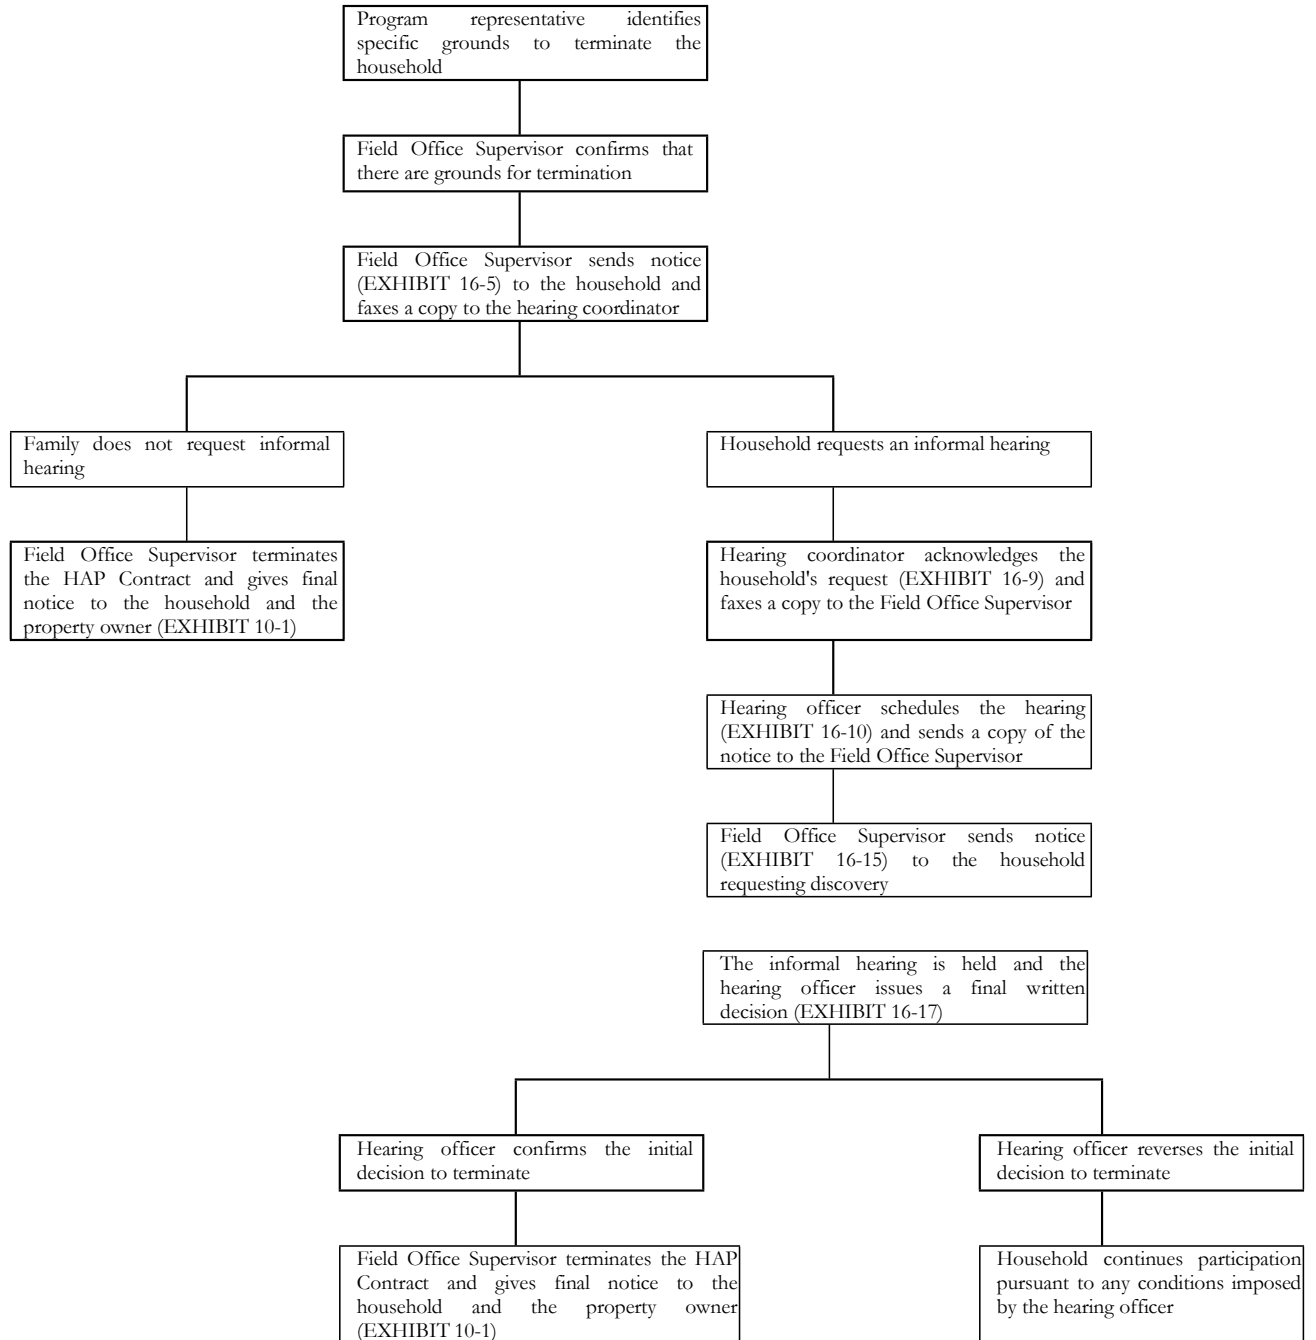 Program representative identifies
specific grounds to terminate the
household
Field Office Supervisor confirms that
there are grounds for termination
Field Office Supervisor sends notice
(EXHIBIT 16-5) to the household and
faxes a copy to the hearing coordinator
Family does not request informal
hearing
Household requests an informal hearing
Field Office Supervisor terminates
the HAP Contract and gives final
notice to the household and the
property owner (EXHIBIT 10-1)
Hearing coordinator acknowledges the
household's request (EXHIBIT 16-9) and
faxes a copy to the Field Office Supervisor
Hearing officer schedules the hearing
(EXHIBIT 16-10) and sends a copy of the
notice to the Field Office Supervisor
Field Office Supervisor sends notice
(EXHIBIT 16-15) to the household
requesting discovery
The informal hearing is held and the
hearing officer issues a final written
decision (EXHIBIT 16-17)
Hearing officer confirms the initial
decision to terminate
Hearing officer reverses the initial
decision to terminate
Field Office Supervisor terminates the HAP
Contract and gives final notice to the
household and the property owner
(EXHIBIT 10-1)
Household continues participation
pursuant to any conditions imposed
by the hearing officer